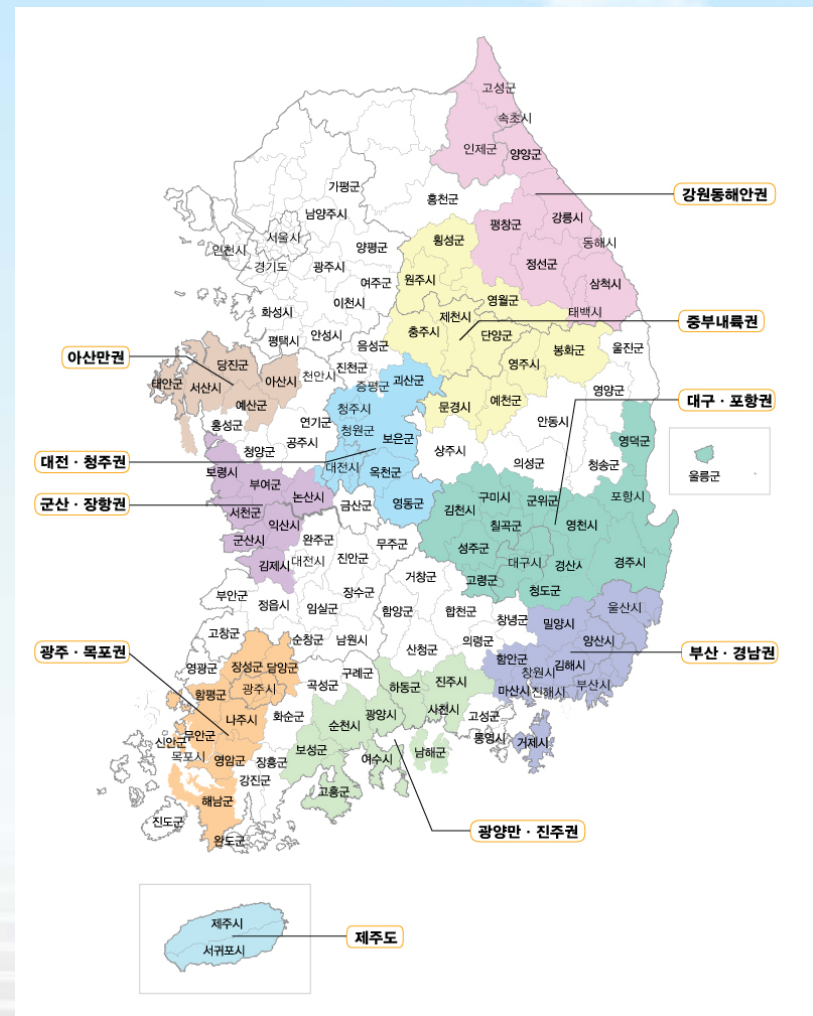 고성군
속초시
인제군
양양군
가평군
홍천군
강원동해안권
남양주시
강릉시
평창군
서울시
횡성군
동해시
인천시
양평군
경기도
광주시
정선군
여주군
원주시
삼척시
이천시
영월군
화성시
제천시
태백시
안성시
충주시
중부내륙권
평택시
음성군
단양군
울진군
아산만권
당진군
진천군
영주시
봉화군
태안군
서산시
아산시
천안시
증평군
괴산군
영양군
예산군
청주시
문경시
예천군
대구 · 포항권
홍성군
연기군
청원군
안동시
영덕군
공주시
보은군
청양군
상주시
대전 · 청주권
보령시
대전시
옥천군
의성군
청송군
울릉군
부여군
논산시
구미시
군위군
포항시
군산 · 장항권
서천군
영동군
김천시
금산군
익산시
칠곡군
영천시
군산시
완주군
무주군
성주군
대구시
경산시
경주시
김제시
대전시
진안군
거창군
고령군
청도군
부안군
장수군
정읍시
임실군
함양군
합천군
울산시
창녕군
밀양시
고창군
순창군
남원시
의령군
양산시
광주 · 목포권
산청군
부산 · 경남권
영광군
장성군
담양군
함안군
김해시
구례군
창원시
함평군
광주시
곡성군
하동군
진주시
마산시
진해시
부산시
나주시
화순군
광양시
사천시
고성군
무안군
순천시
신안군
통영시
거제시
목포시
보성군
남해군
영암군
장흥군
여수시
강진군
고흥군
해남군
진도군
광양만 · 진주권
완도군
제주시
제주도
서귀포시